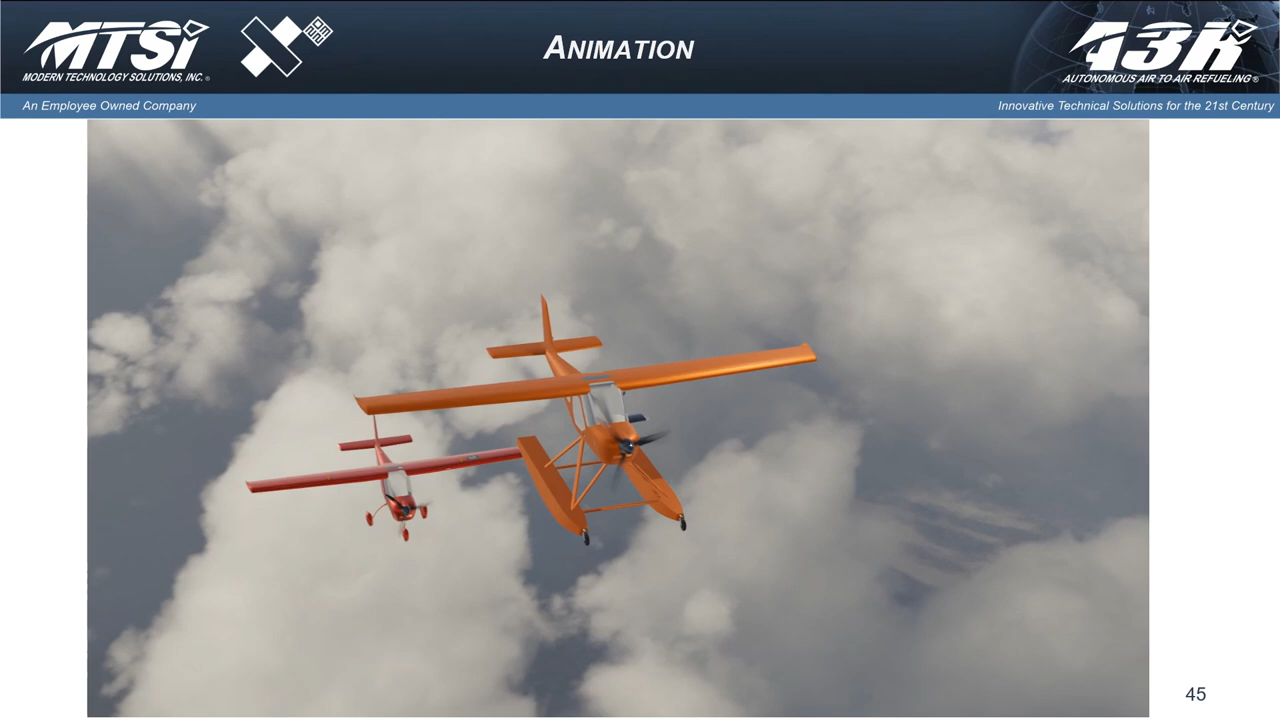 MTSi
MODERN TECHNOLOGY SOLUTIONS, INC.®
ANIMATION
A3R
AUTONOMOUS AIR TO AIR REFUELING®
An Employee Owned Company
Innovative Technical Solutions for the 21st Century
45